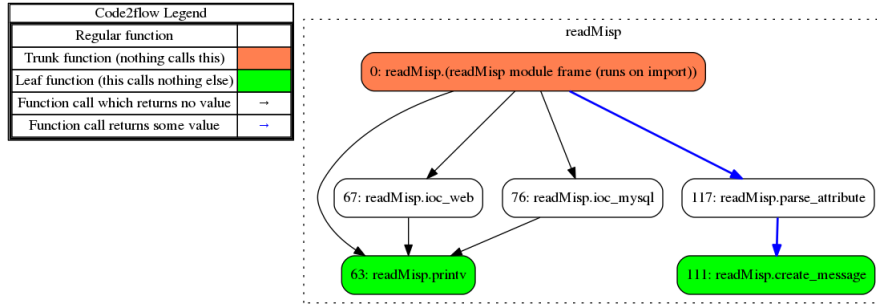 Code2flow Legend
Regular function
Trunk function (nothing calls this)
Leaf function (this calls nothing else)
Function call which returns no value →
Function call returns some value →
readMisp
0: readMisp.(readMisp module frame (runs on import))
67: readMisp.ioc_web
76: readMisp.ioc_mysql
117: readMisp.parse_attribute
63: readMisp.printv
111: readMisp.create_message